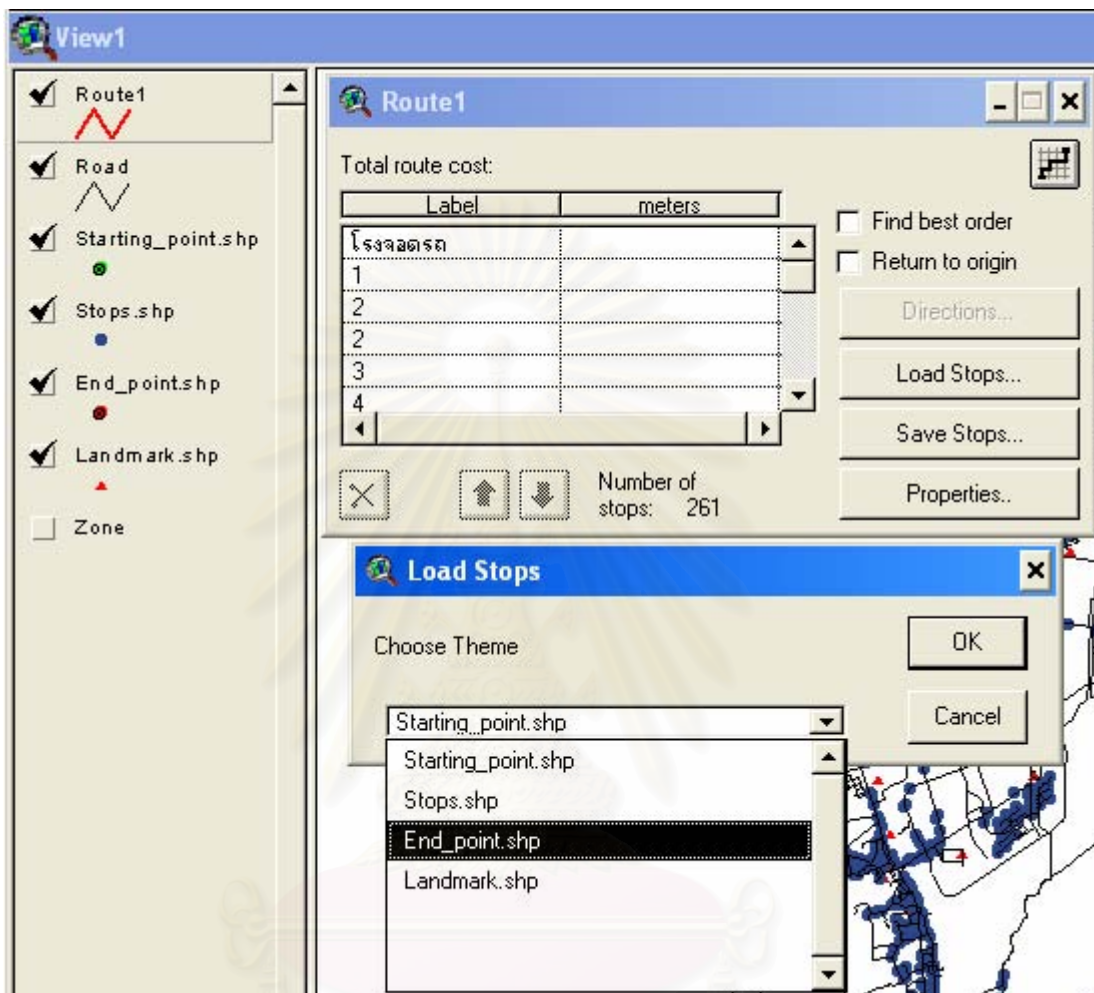 View1
Route1
Road
Starting_point.shp
Stops.shp
End_point.shp
Landmark.shp
Zone
Route1
Total route cost:
Label meters
โรงจอดรถ
1
2
2
3
4
Find best order
Return to origin
Directions...
Load Stops...
Save Stops...
Properties..
Number of
stops: 261
Load Stops
Choose Theme
OK
Cancel
Starting_point.shp
Starting_point.shp
Stops.shp
End_point.shp
Landmark.shp